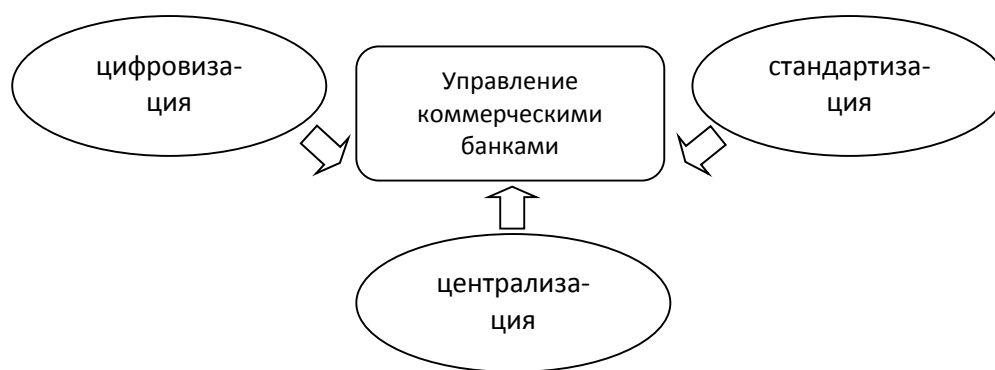 цифровиза-
ция
Управление
коммерческими
банками
стандартиза-
ция
централиза-
ция